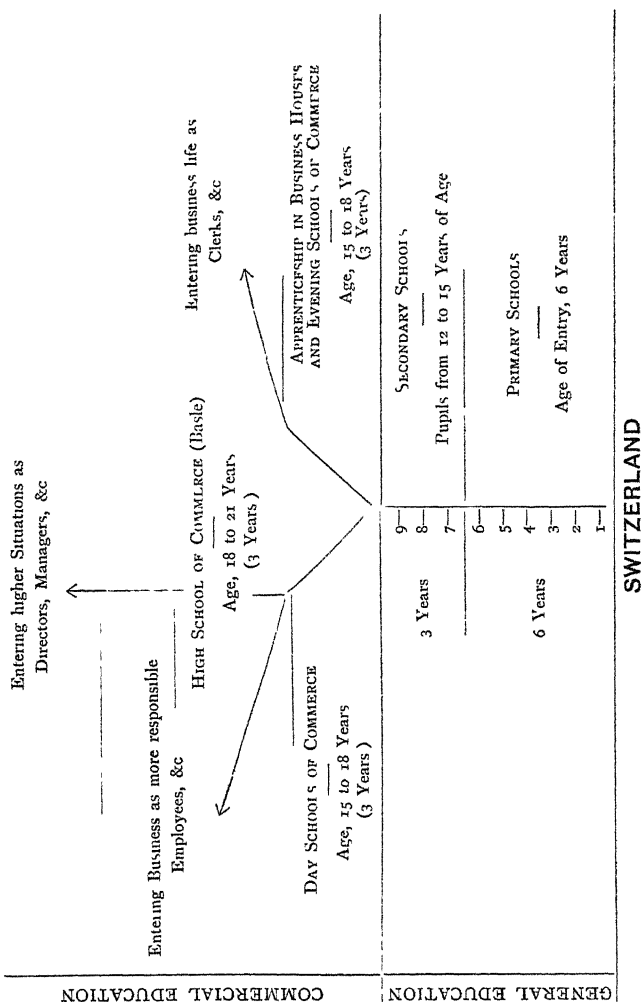 Entering higher Situations as
Directors, Managers, &c
Entering Business as more responsible
Employees, &c
HIGH SCHOOL OF COMMERCE (Basle)
Age, 18 to 21 Years
(3 Years)
Entering business life as
Clerks, &c
DAY SCHOOLS OF COMMERCE
Age, 15 to 18 Years
(3 Years)
APPRENTICESHIP IN BUSINESS HOUSES
AND EVENING SCHOOLS OF COMMERCE
Age, 15 to 18 Years
(3 Years)
COMMERCIAL EDUCATION
3 Years
9
8
7
SECONDARY SCHOOLS
Pupils from 12 to 15 Years of Age
6 Years
6
5
4
3
2
1
PRIMARY SCHOOLS
Age of Entry, 6 Years
GENERAL EDUCATION
SWITZERLAND